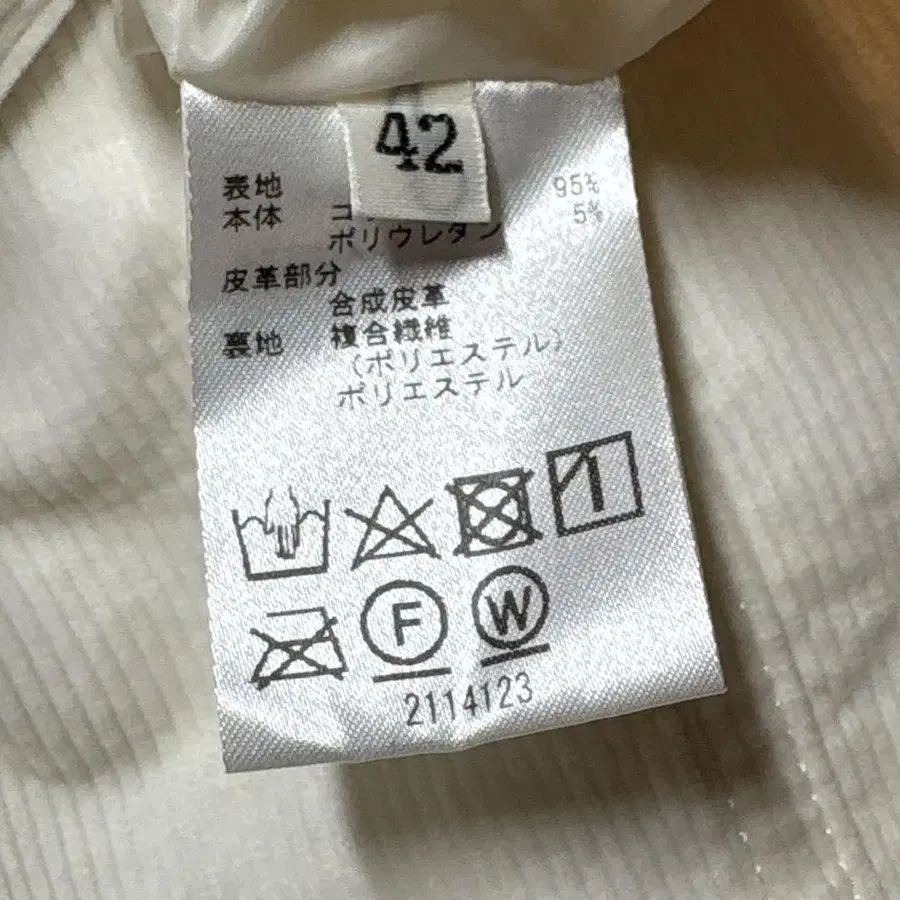 42
表地 95%
本体 コ 5%
ポリウレタン
皮革部分
合成皮革
裏地 複合繊維
(ポリエステル)
ポリエステル
F W
2114123